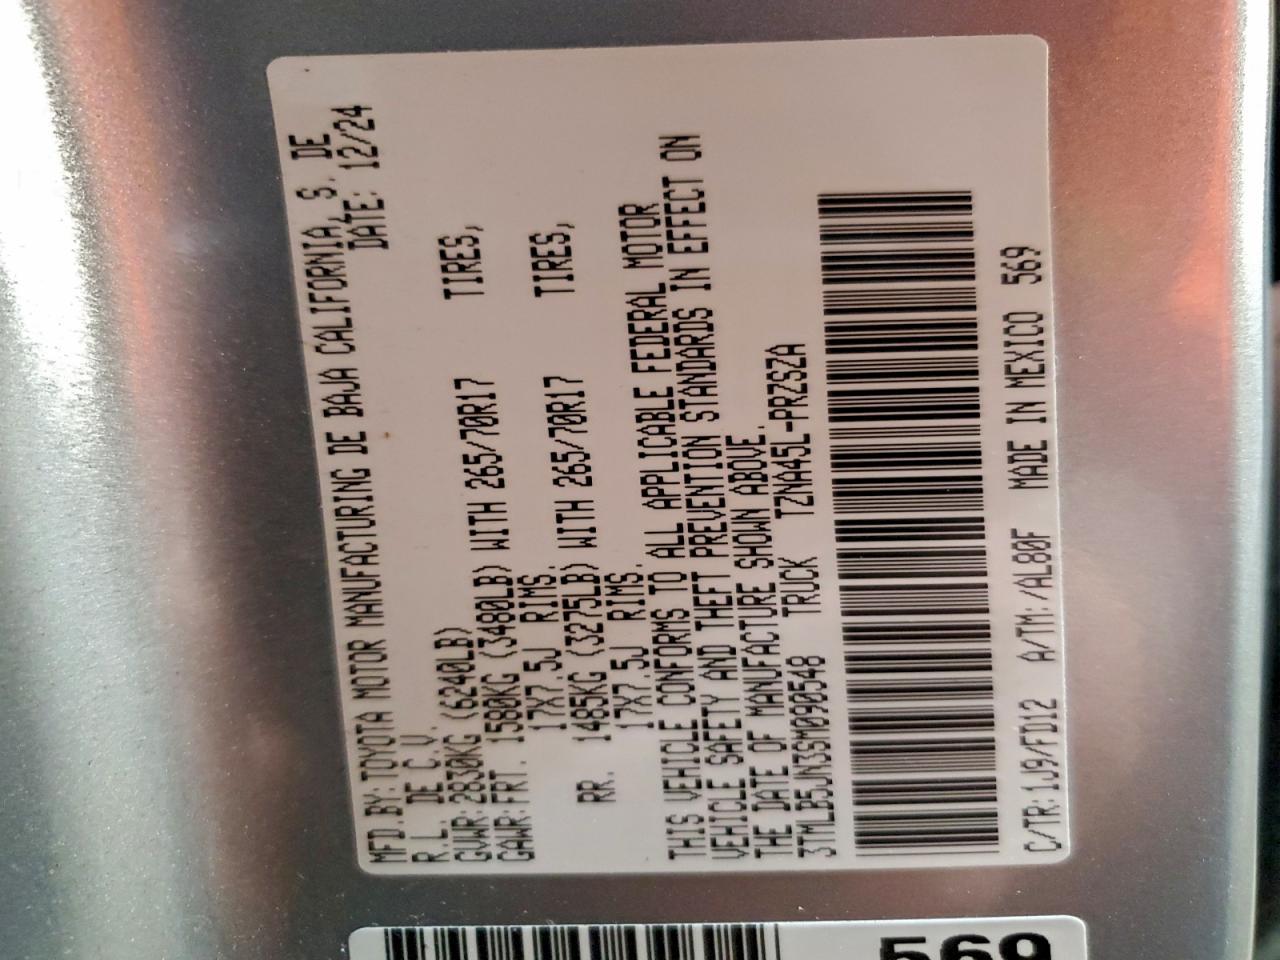 MFD.BY:TOYOTA MOTOR MANUFACTURING DE BAJA CALIFORNIA, S. DE
R.L. DE C.V. DATE: 12/24
GVWR:2830KG (6240LB)
GAWR:FRT. 1580KG (3480LB) WITH 265/70R17 TIRES,
17X7.5J RIMS.
RR. 1485KG (3275LB) WITH 265/70R17 TIRES,
17X7.5J RIMS.
THIS VEHICLE CONFORMS TO ALL APPLICABLE FEDERAL MOTOR
VEHICLE SAFETY AND THEFT PREVENTION STANDARDS IN EFFECT ON
THE DATE OF MANUFACTURE SHOWN ABOVE.
3TMLB5JN3SM090548 TRUCK TZNA45L-PRZSZA
C/TR:1J9/FD12 A/TM:/AL80F MADE IN MEXICO 569
569